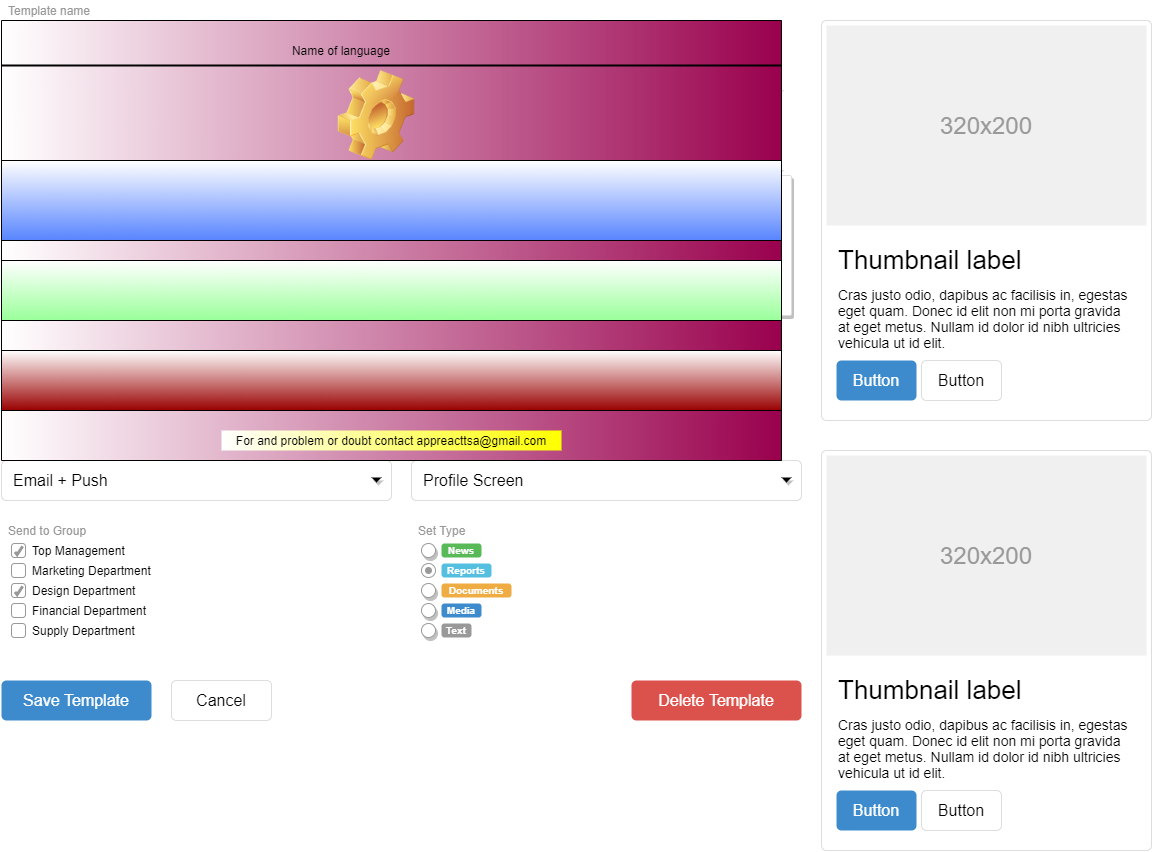 Template name
Name of language
For and problem or doubt contact appreacttsa@gmail.com
Email + Push
Profile Screen
Send to Group
Top Management
Marketing Department
Design Department
Financial Department
Supply Department
Set Type
News
Reports
Documents
Media
Text
Save Template
Cancel
Delete Template
320x200
Thumbnail label
Cras justo odio, dapibus ac facilisis in, egestas
eget quam. Donec id elit non mi porta gravida
at eget metus. Nullam id dolor id nibh ultricies
vehicula ut id elit.
Button
Button
320x200
Thumbnail label
Cras justo odio, dapibus ac facilisis in, egestas
eget quam. Donec id elit non mi porta gravida
at eget metus. Nullam id dolor id nibh ultricies
vehicula ut id elit.
Button
Button